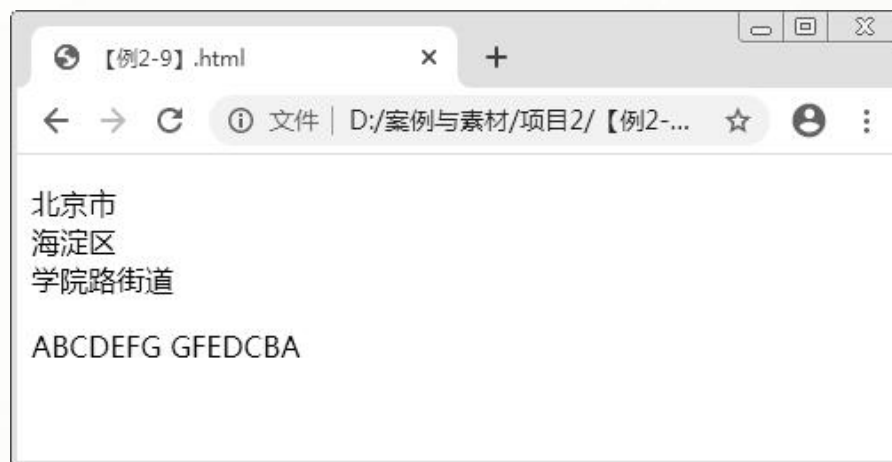 【例2-9】.html
文件 D:/案例与素材/项目2/【例2-...
北京市
海淀区
学院路街道
ABCDEFG GFEDCBA